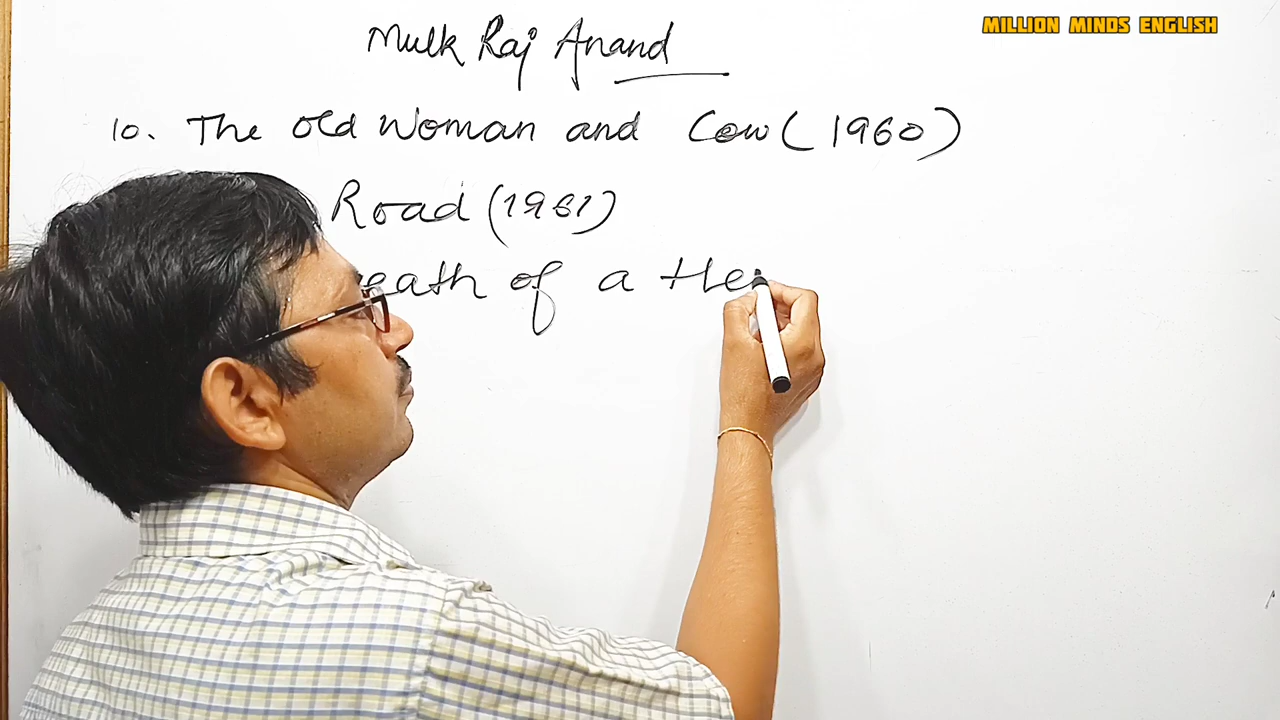 MILLION MINDS ENGLISH
Mulk Raj Anand
10. The old Woman and Cow (1960)
Road (1961)
eath of a He